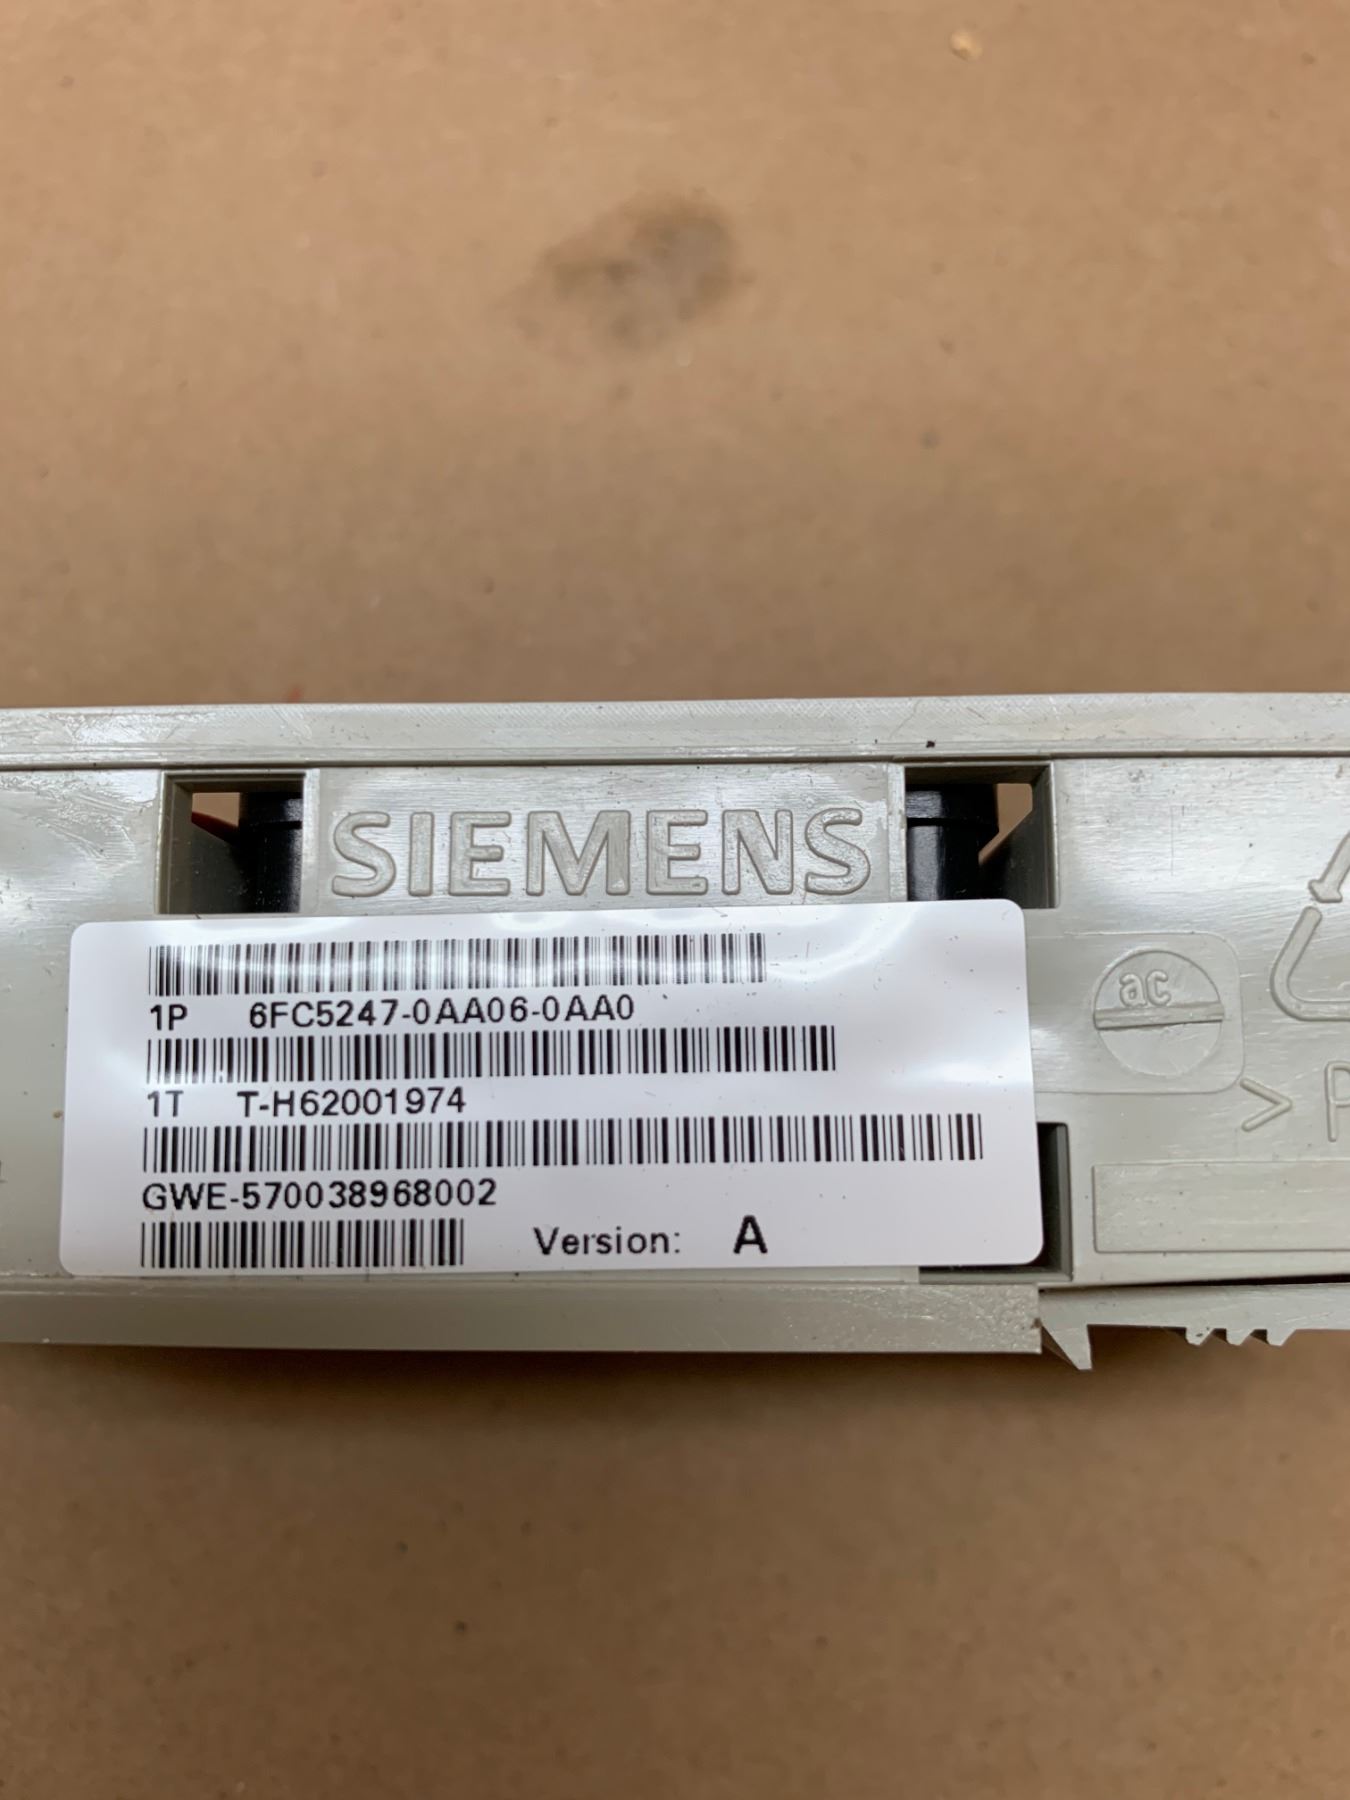 SIEMENS
1P 6FC5247-0AA06-0AA0
ac
1T T-H62001974
> P
GWE-570038968002
Version: A